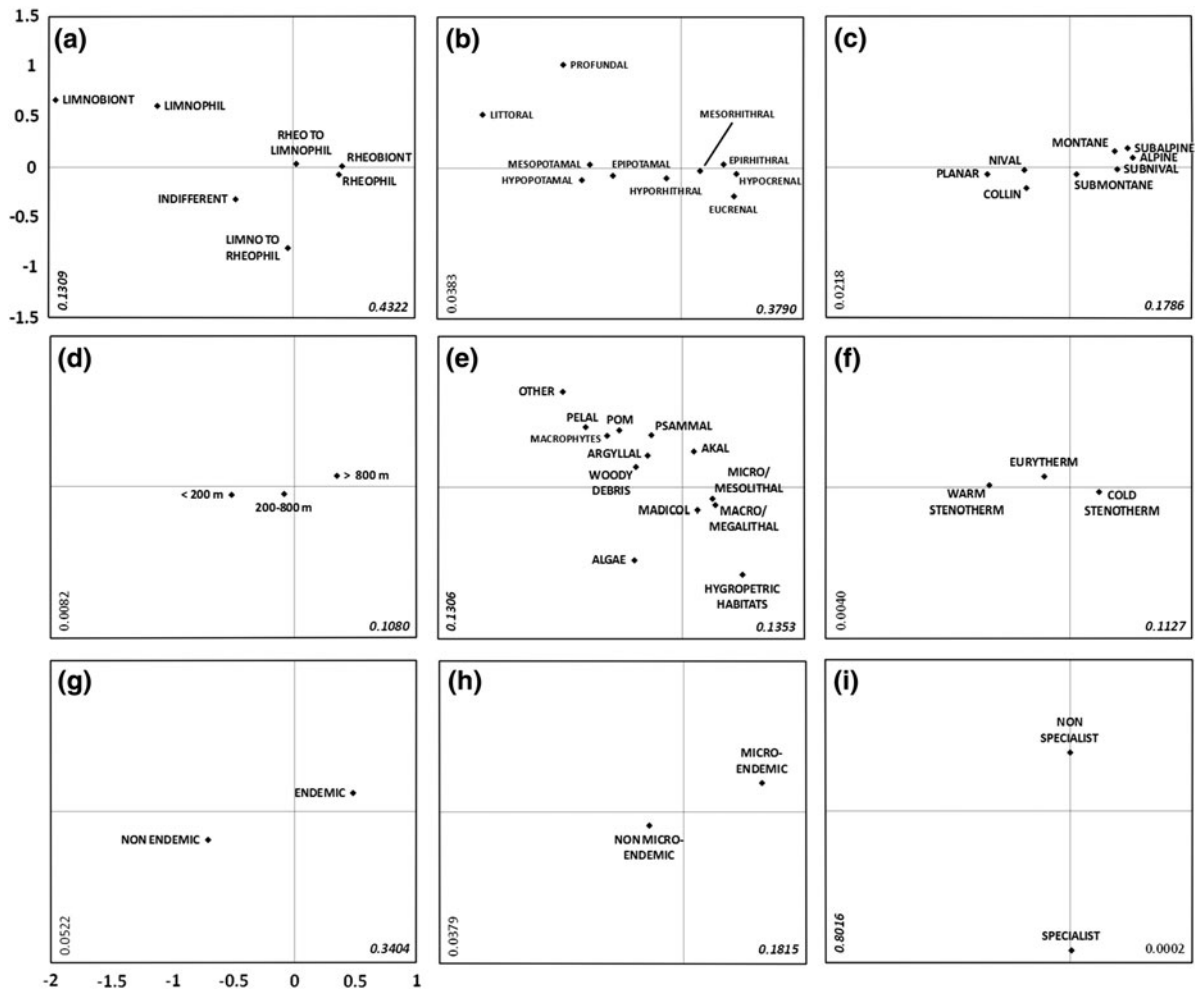 1.5
1
0.5
0
-0.5
-1
-1.5
(a)
LIMNOBIONT
LIMNOPHIL
RHEO TO
LIMNOPHIL
RHEOBIONT
RHEOPHIL
INDIFFERENT
LIMNO TO
RHEOPHIL
0.1309
0.4322
(b)
PROFUNDAL
LITTORAL
MESORHITHRAL
MESOPOTAMAL
EPIPOTAMAL
EPIRHITHRAL
HYPOPOTAMAL
HYPORHITHRAL
HYPOCRENAL
EUCRENAL
0.0383
0.3790
(c)
MONTANE
SUBALPINE
ALPINE
NIVAL
SUBNIVAL
PLANAR
SUBMONTANE
COLLIN
0.0218
0.1786
(d)
> 800 m
< 200 m
200-800 m
0.0082
0.1080
(e)
OTHER
PELAL
POM
PSAMMAL
MACROPHYTES
AKAL
ARGYLLAL
WOODY
DEBRIS
MICRO/
MESOLITHAL
MADICOL
MACRO/
MEGALITHAL
ALGAE
HYGROPETRIC
HABITATS
0.1306
0.1353
(f)
EURYTHERM
WARM
STENOTHERM
COLD
STENOTHERM
0.0040
0.1127
(g)
ENDEMIC
NON ENDEMIC
0.0522
0.3404
(h)
MICRO-
ENDEMIC
NON MICRO-
ENDEMIC
0.0379
0.1815
(i)
NON
SPECIALIST
SPECIALIST
0.8016
0.0002
-2 -1.5 -1 -0.5 0 0.5 1